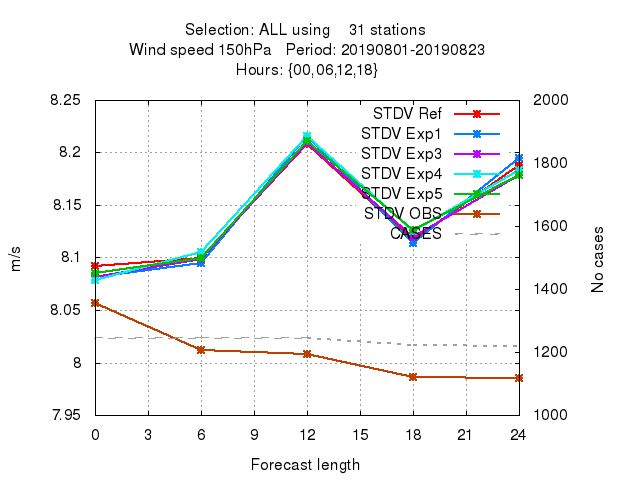 Selection: ALL using    31 stations
Wind speed 150hPa   Period: 20190801-20190823
Hours: {00,06,12,18}
8.25
8.2
8.15
8.1
8.05
8
7.95
m/s
STDV Ref
STDV Exp1
STDV Exp3
STDV Exp4
STDV Exp5
STDV OBS
CASES
2000
1800
1600
1400
1200
1000
No cases
0 3 6 9 12 15 18 21 24
Forecast length